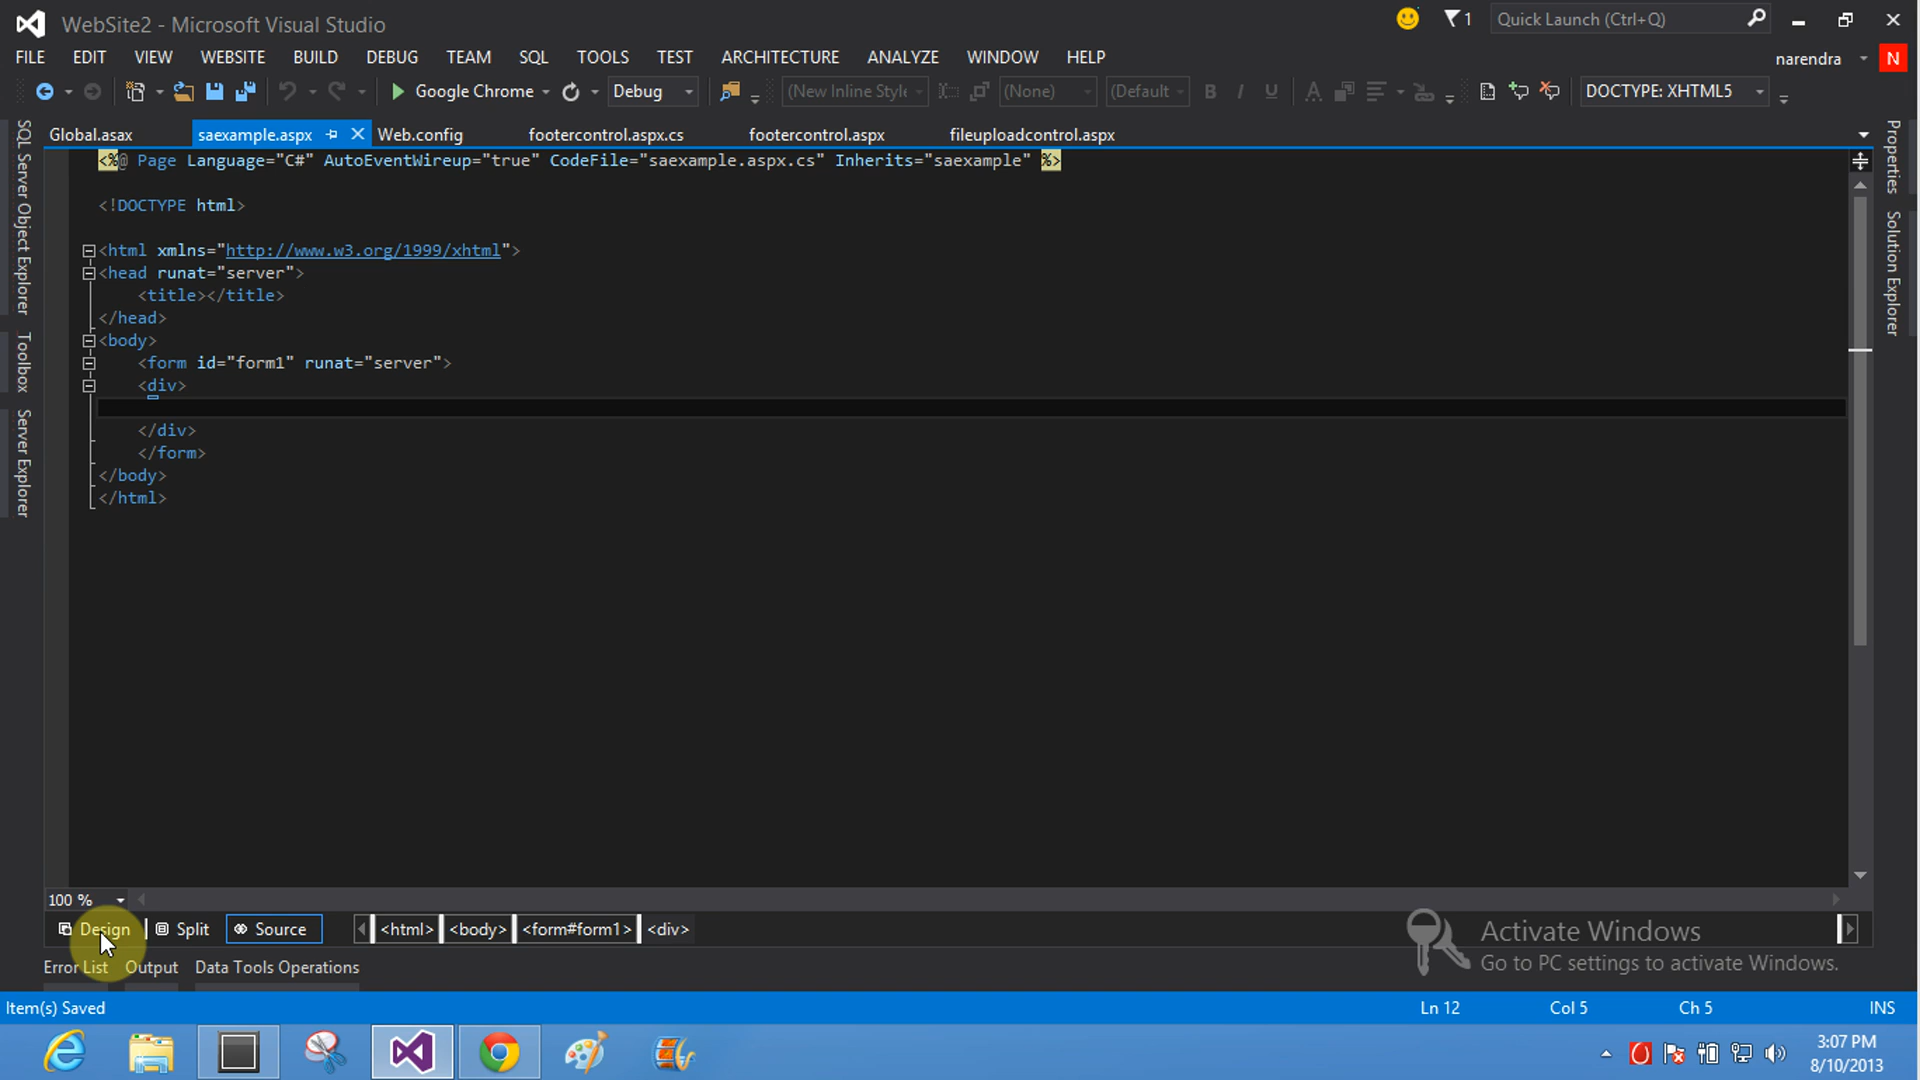 WebSite2 - Microsoft Visual Studio
1
Quick Launch (Ctrl+Q)
FILE EDIT VIEW WEBSITE BUILD DEBUG TEAM SQL TOOLS TEST ARCHITECTURE ANALYZE WINDOW HELP
narendra N
Google Chrome Debug (New Inline Style (None) (Default B I U A DOCTYPE: XHTML5
Global.asax saexample.aspx Web.config footercontrol.aspx.cs footercontrol.aspx fileuploadcontrol.aspx
SQL Server Object Explorer
Toolbox
Server Explorer
<%@ Page Language="C#" AutoEventWireup="true" CodeFile="saexample.aspx.cs" Inherits="saexample" %>
<!DOCTYPE html>
<html xmlns="http://www.w3.org/1999/xhtml">
<head runat="server">
<title></title>
</head>
<body>
<form id="form1" runat="server">
<div>
</div>
</form>
</body>
</html>
Properties
Solution Explorer
100 %
Design Split Source <html> <body> <form#form1> <div>
Activate Windows
Go to PC settings to activate Windows.
Error List Output Data Tools Operations
Item(s) Saved Ln 12 Col 5 Ch 5 INS
3:07 PM
8/10/2013